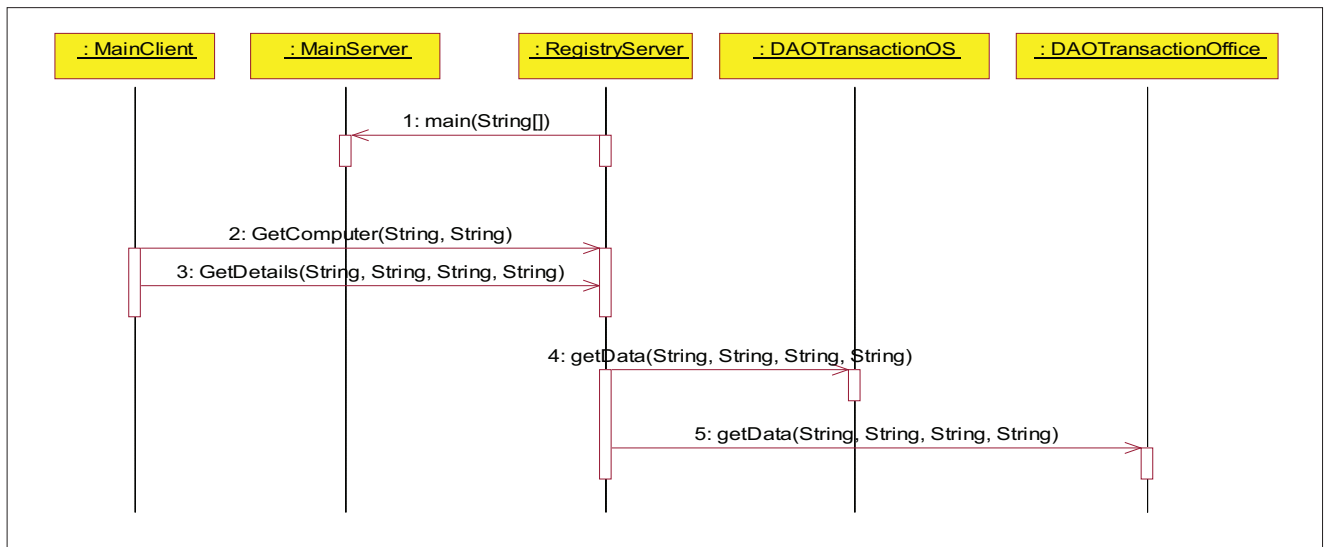 : MainClient
: MainServer
: RegistryServer
: DAOTransactionOS
: DAOTransactionOffice
1: main(String[])
2: GetComputer(String, String)
3: GetDetails(String, String, String, String)
4: getData(String, String, String, String)
5: getData(String, String, String, String)